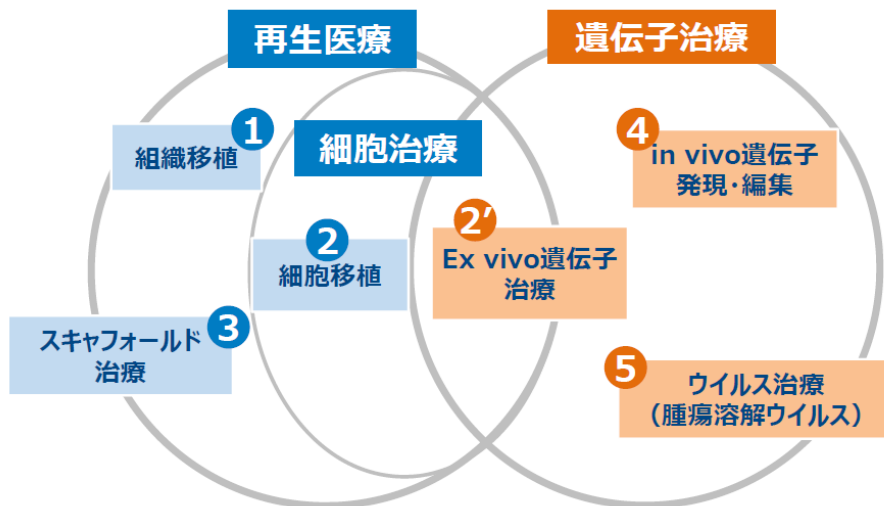 再生医療
遺伝子治療
1
組織移植
細胞治療
4
in vivo遺伝子
発現・編集
2
細胞移植
2’
Ex vivo遺伝子
治療
3
スキャフォールド
治療
5
ウイルス治療
（腫瘍溶解ウイルス）